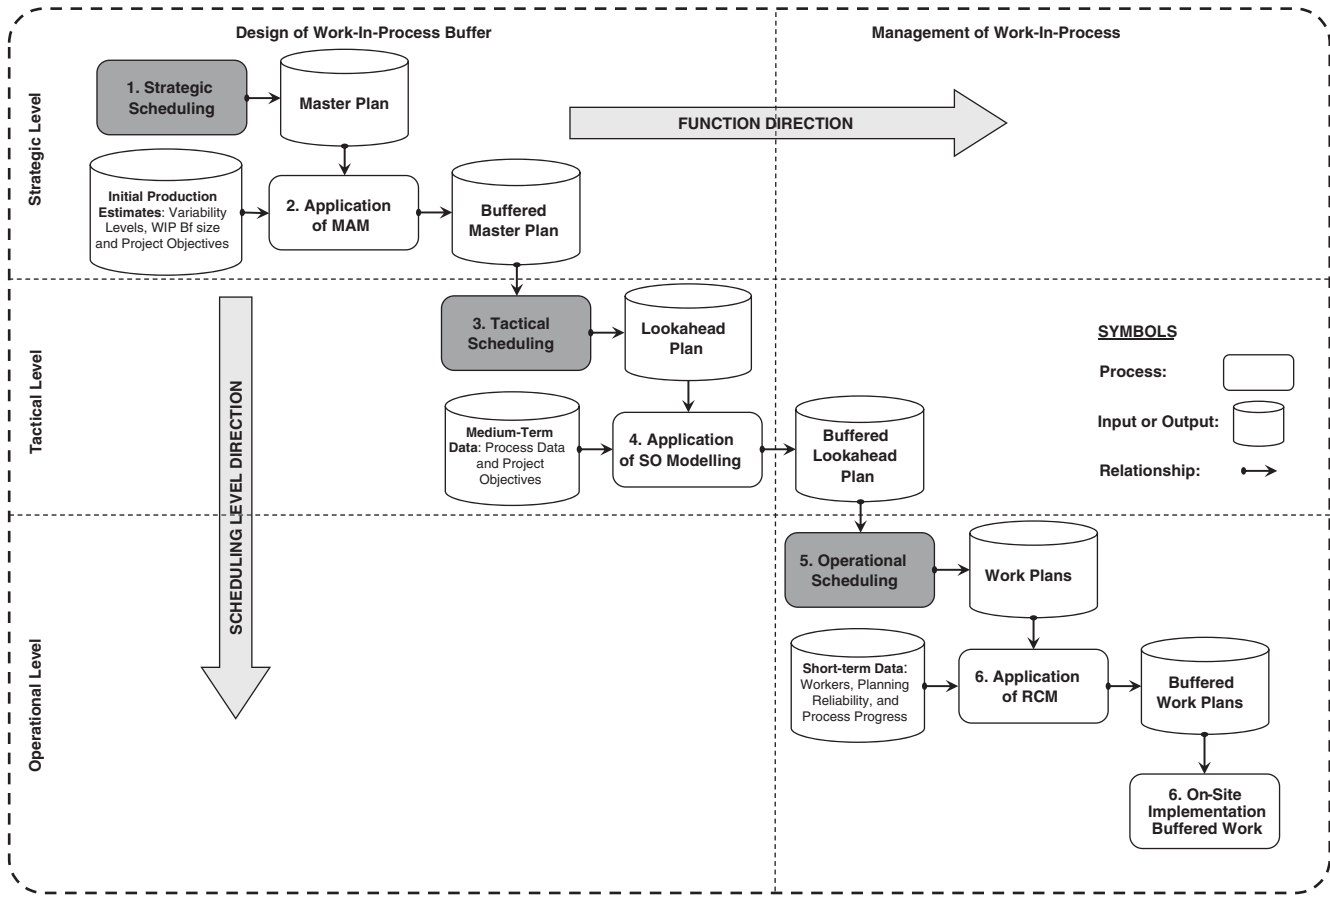 Design of Work-In-Process Buffer
Management of Work-In-Process
Strategic Level
1. Strategic
Scheduling
Master Plan
FUNCTION DIRECTION
Initial Production
Estimates: Variability
Levels, WIP Bf size
and Project Objectives
2. Application
of MAM
Buffered
Master Plan
Tactical Level
SCHEDULING LEVEL DIRECTION
3. Tactical
Scheduling
Lookahead
Plan
Medium-Term
Data: Process Data
and Project
Objectives
4. Application
of SO Modelling
Buffered
Lookahead
Plan
SYMBOLS
Process:
Input or Output:
Relationship:
Operational Level
5. Operational
Scheduling
Work Plans
Short-term Data:
Workers, Planning
Reliability, and
Process Progress
6. Application
of RCM
Buffered
Work Plans
6. On-Site
Implementation
Buffered Work